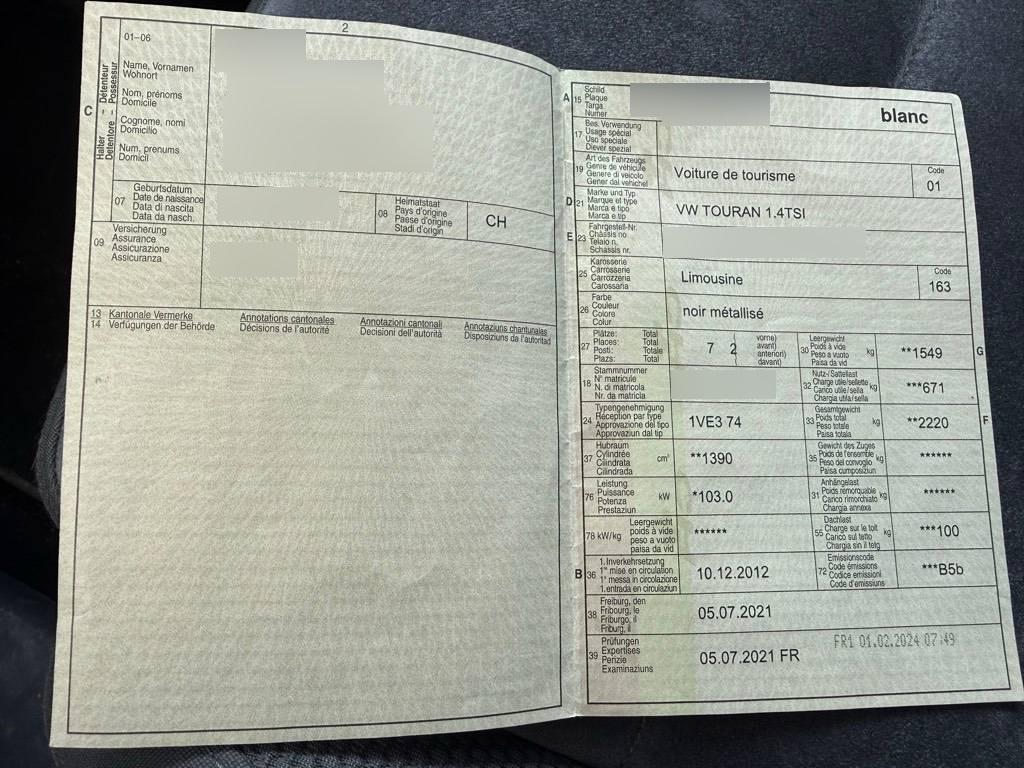 2
01-06
Name, Vornamen
Wohnort
Nom, prénoms
Domicile
Cognome, nomi
Domicilio
Num, prenums
Domicil
C
Halter - Détenteur
Detentore - Possessur
07
Geburtsdatum
Date de naissance
Data di nascita
Data da nasch.
08
Heimatstaat
Pays d'origine
Paese d'origine
Stadi d'origin
CH
09
Versicherung
Assurance
Assicurazione
Assicuranza
13 Kantonale Vermerke Annotations cantonales Annotazioni cantonali Annotaziuns chantunalas
14 Verfügungen der Behörde Décisions de l'autorité Decisioni dell'autorità Disposiziuns da l'autoritad
A 15
Schild
Plaque
Targa
Numer
blanc
17
Bes. Verwendung
Usage spécial
Uso speciale
Diever spezial
19
Art des Fahrzeugs
Genre de véhicule
Genere di veicolo
Gener dal vehichel
Voiture de tourisme
Code
01
D 21
Marke und Typ
Marque et type
Marca e tipo
Marca e tip
VW TOURAN 1.4TSI
E 23
Fahrgestell-Nr.
Châssis no
Telaio n.
Schassis nr.
25
Karosserie
Carrosserie
Carrozzeria
Carossaria
Limousine
Code
163
26
Farbe
Couleur
Colore
Colur
noir métallisé
27
Plätze: Total
Places: Total
Posti: Totale
Plazs: Total
7 2
vorne)
avant)
anteriori)
davant)
30
Leergewicht
Poids à vide
Peso a vuoto
Paisa da vid
kg
**1549
G
18
Stammnummer
N° matricule
N. di matricola
Nr. da matricla
32
Nutz-/Sattellast
Charge utile/sellette
Carico utile/sella
Chargia utila/sella
kg
***671
24
Typengenehmigung
Réception par type
Approvazione del tipo
Approvaziun dal tip
1VE3 74
33
Gesamtgewicht
Poids total
Peso totale
Paisa totala
kg
**2220
F
37
Hubraum
Cylindrée
Cilindrata
Cilindrada
cm³
**1390
35
Gewicht des Zuges
Poids de l'ensemble
Peso del convoglio
Paisa cumposiziun
kg
******
76
Leistung
Puissance
Potenza
Prestaziun
kW
*103.0
31
Anhängelast
Poids remorquable
Carico rimorchiato
Chargia annexa
kg
******
78 kW/kg
Leergewicht
poids à vide
peso a vuoto
paisa da vid
******
55
Dachlast
Charge sur le toit
Carico sul tetto
Chargia sin il tetg
kg
***100
B 36
1.Inverkehrsetzung
1re mise en circulation
1a messa in circolazione
1.entrada en circulaziun
10.12.2012
72
Emissionscode
Code émissions
Codice emissioni
Code d'emissiuns
***B5b
38
Freiburg, den
Fribourg, le
Friburgo, il
Friburg, il
05.07.2021
39
Prüfungen
Expertises
Perizie
Examinaziuns
05.07.2021 FR
FR1 01.02.2024 07:49